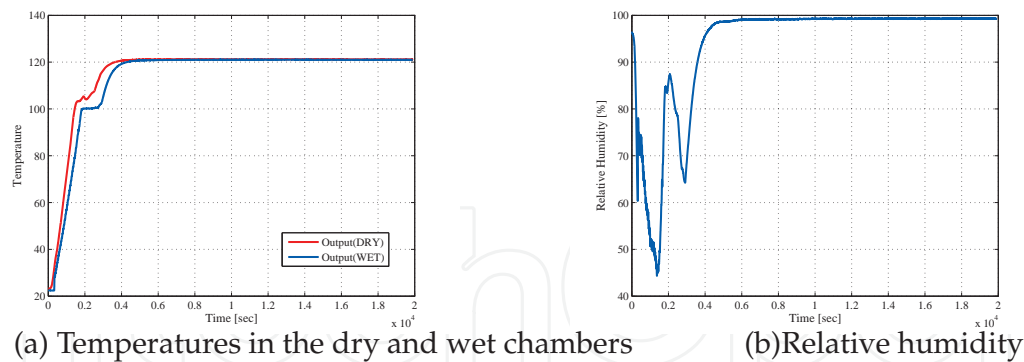 140
120
100
80
60
40
20
Temperature
Output(DRY)
Output(WET)
0 0.2 0.4 0.6 0.8 1 1.2 1.4 1.6 1.8 2
Time [sec]
x 10^4
(a) Temperatures in the dry and wet chambers
100
90
80
70
60
50
40
Relative Humidity [%]
0 0.2 0.4 0.6 0.8 1 1.2 1.4 1.6 1.8 2
Time [sec]
x 10^4
(b)Relative humidity